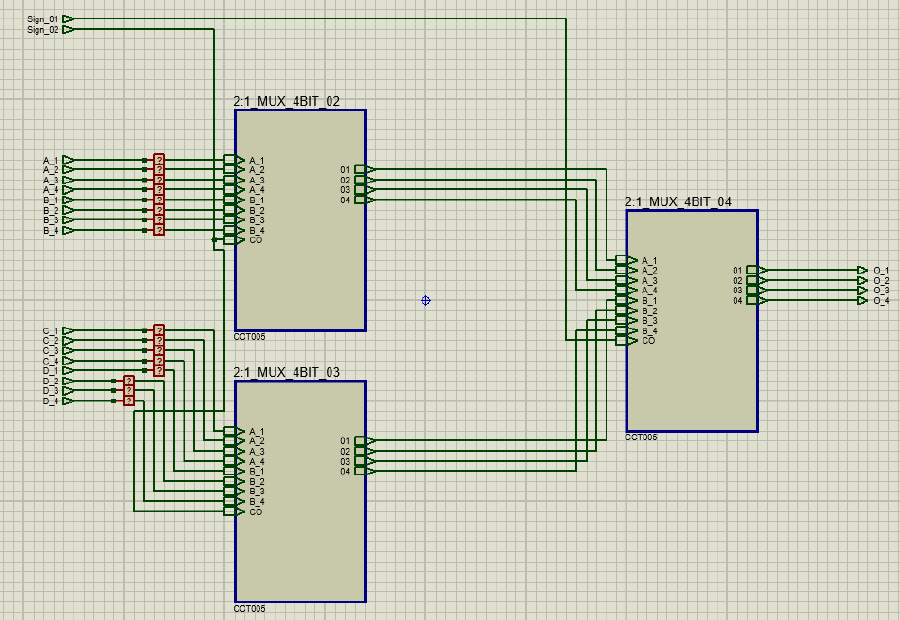 Sign_01
Sign_02
2:1_MUX_4BIT_02
A_1
A_2
A_3
A_4
B_1
B_2
B_3
B_4
?
?
?
?
?
?
?
?
A_1
A_2
A_3
A_4
B_1
B_2
B_3
B_4
CO
01
02
03
04
CCT005
C_1
C_2
C_3
C_4
D_1
D_2
D_3
D_4
?
?
?
?
?
?
?
?
2:1_MUX_4BIT_03
A_1
A_2
A_3
A_4
B_1
B_2
B_3
B_4
CO
01
02
03
04
CCT005
2:1_MUX_4BIT_04
A_1
A_2
A_3
A_4
B_1
B_2
B_3
B_4
CO
01
02
03
04
CCT005
O_1
O_2
O_3
O_4